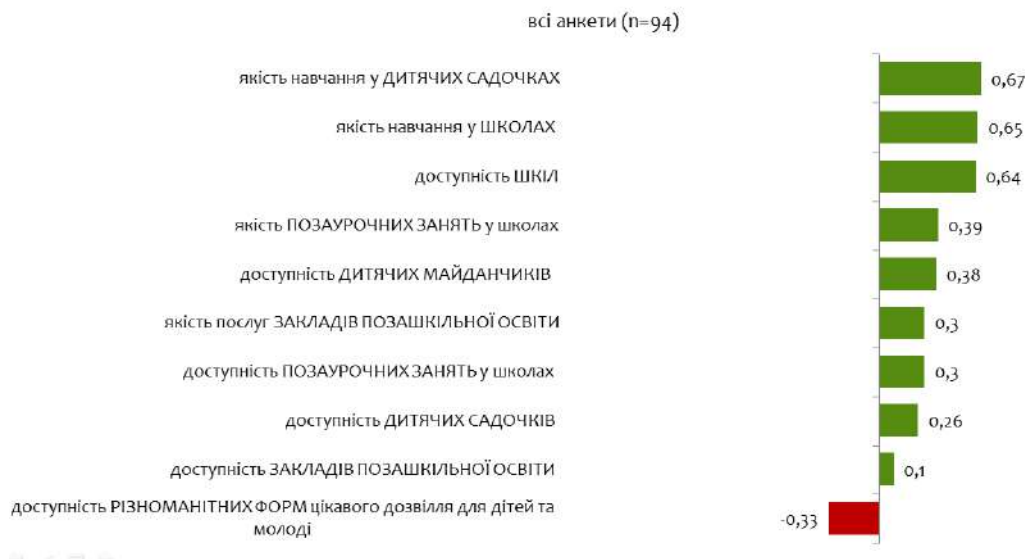 всі анкети (n=94)
якість навчання у ДИТЯЧИХ САДОЧКАХ
0,67
якість навчання у ШКОЛАХ
0,65
доступність ШКІЛ
0,64
якість ПОЗАУРОЧНИХ ЗАНЯТЬ у школах
0,39
доступність ДИТЯЧИХ МАЙДАНЧИКІВ
0,38
якість послуг ЗАКЛАДІВ ПОЗАШКІЛЬНОЇ ОСВІТИ
0,3
доступність ПОЗАУРОЧНИХ ЗАНЯТЬ у школах
0,3
доступність ДИТЯЧИХ САДОЧКІВ
0,26
доступність ЗАКЛАДІВ ПОЗАШКІЛЬНОЇ ОСВІТИ
0,1
доступність РІЗНОМАНІТНИХ ФОРМ цікавого дозвілля для дітей та
молоді
-0,33